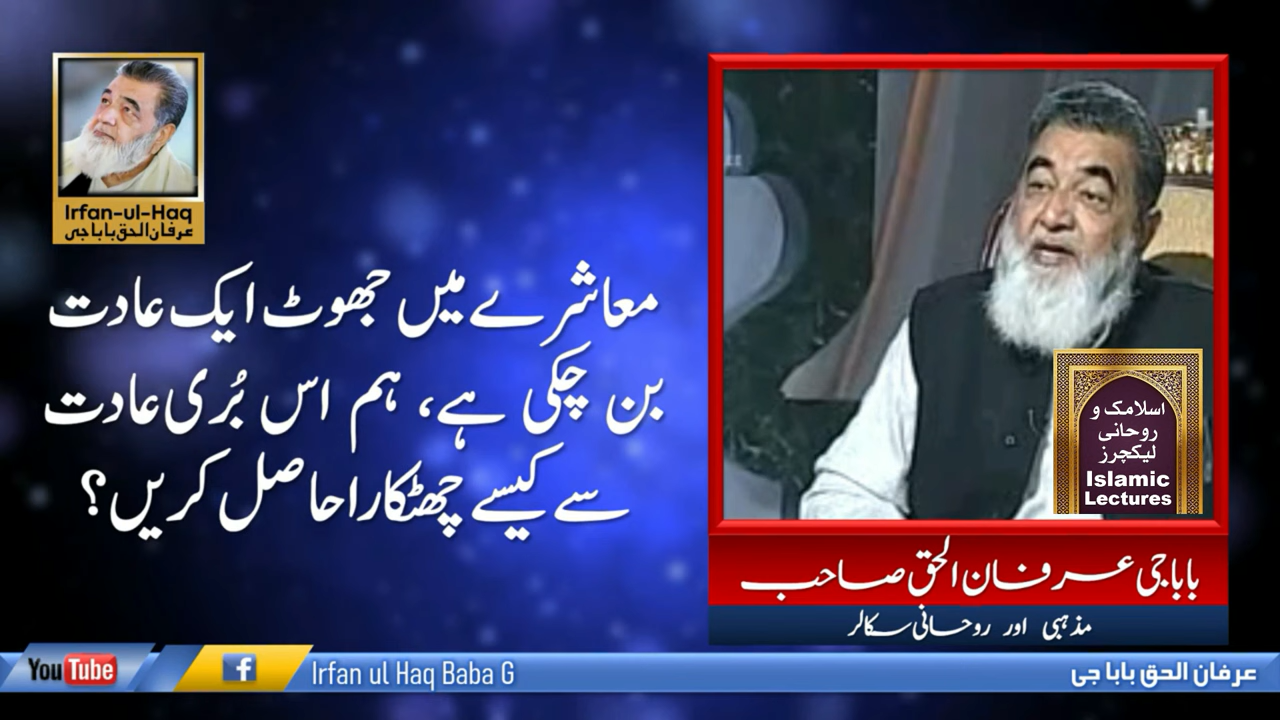 Irfan-ul-Haq
عرفان الحق بابا جی
معاشرے میں جھوٹ ایک عادت
بن چکی ہے، ہم اس بُری عادت
سے کیسے چھٹکارا حاصل کریں؟
اسلامک و
روحانی
لیکچرز
Islamic
Lectures
بابا جی عرفان الحق صاحب
مذہبی اور روحانی سکالر
YouTube
f
Irfan ul Haq Baba G
عرفان الحق بابا جی